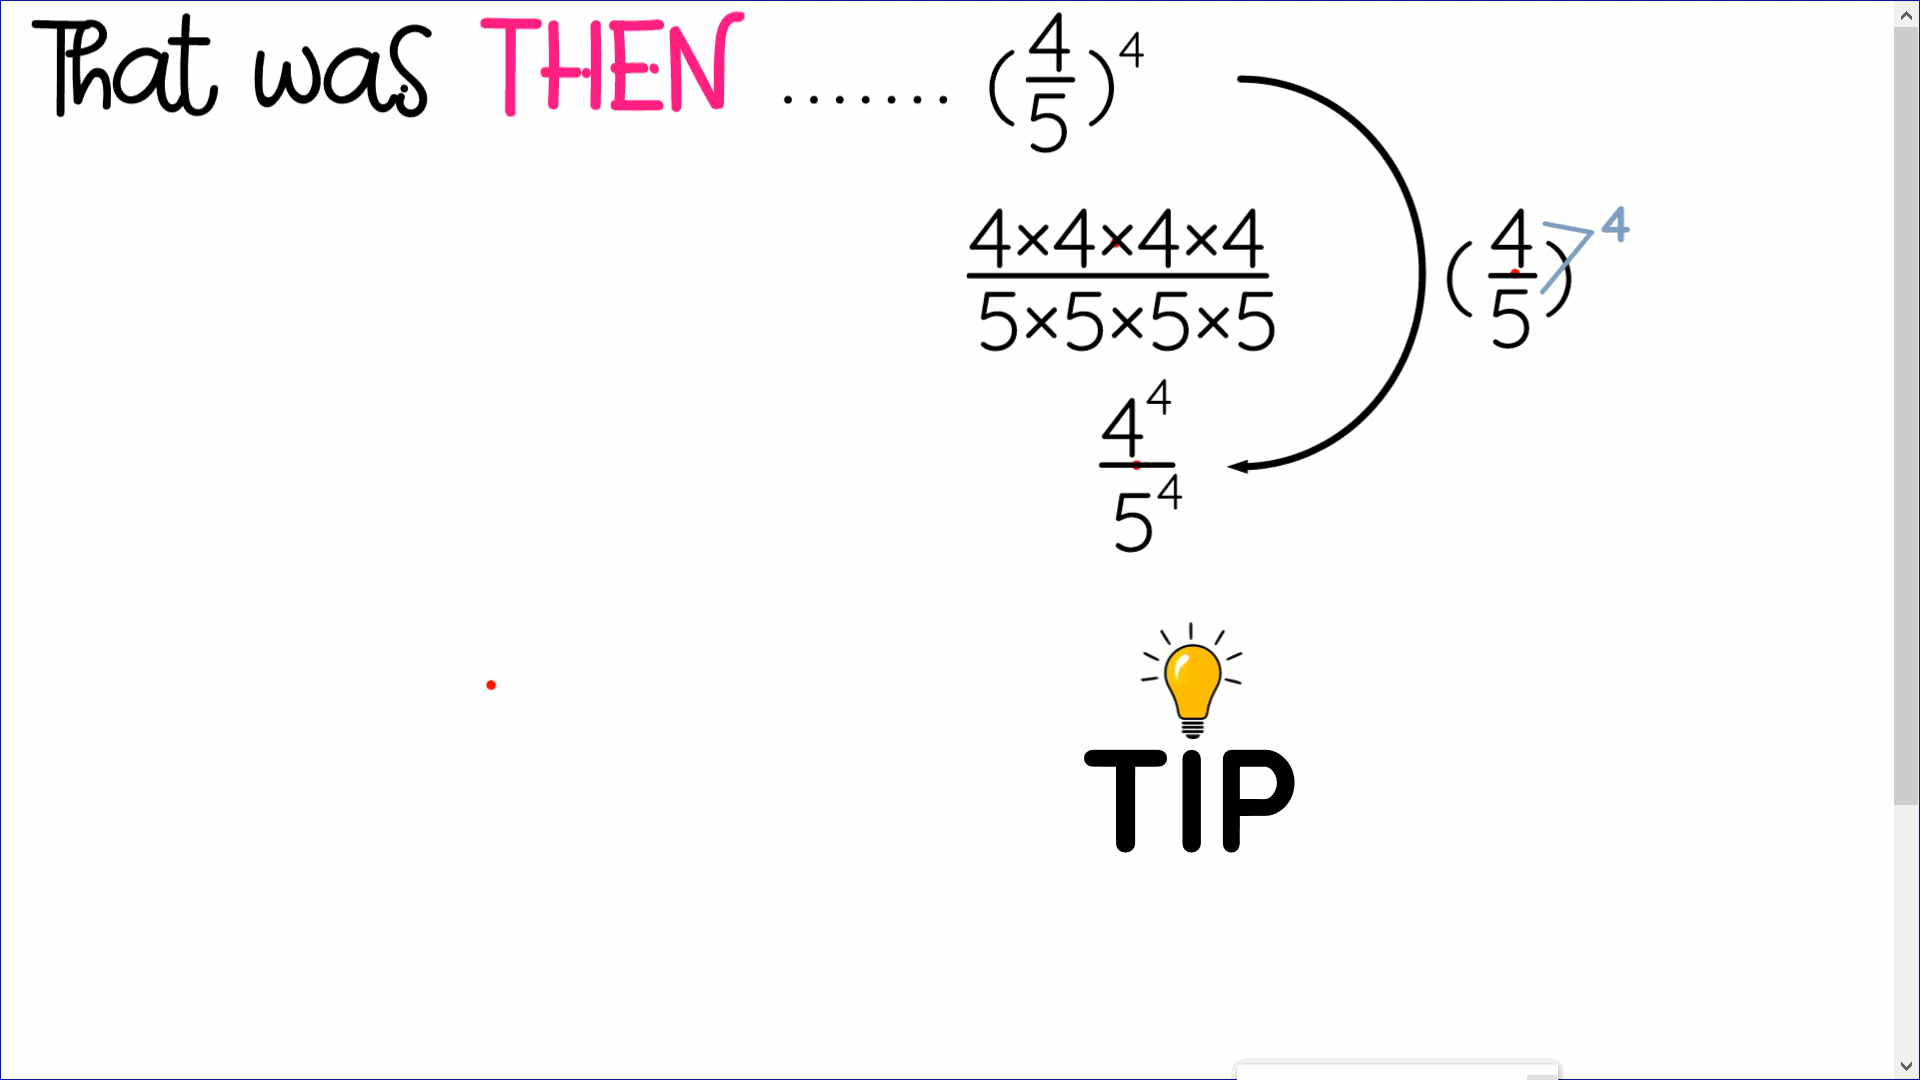 That was THEN ....... (4/5)⁴
4×4×4×4
5×5×5×5
(4/5)⁴
4⁴
5⁴
TIP